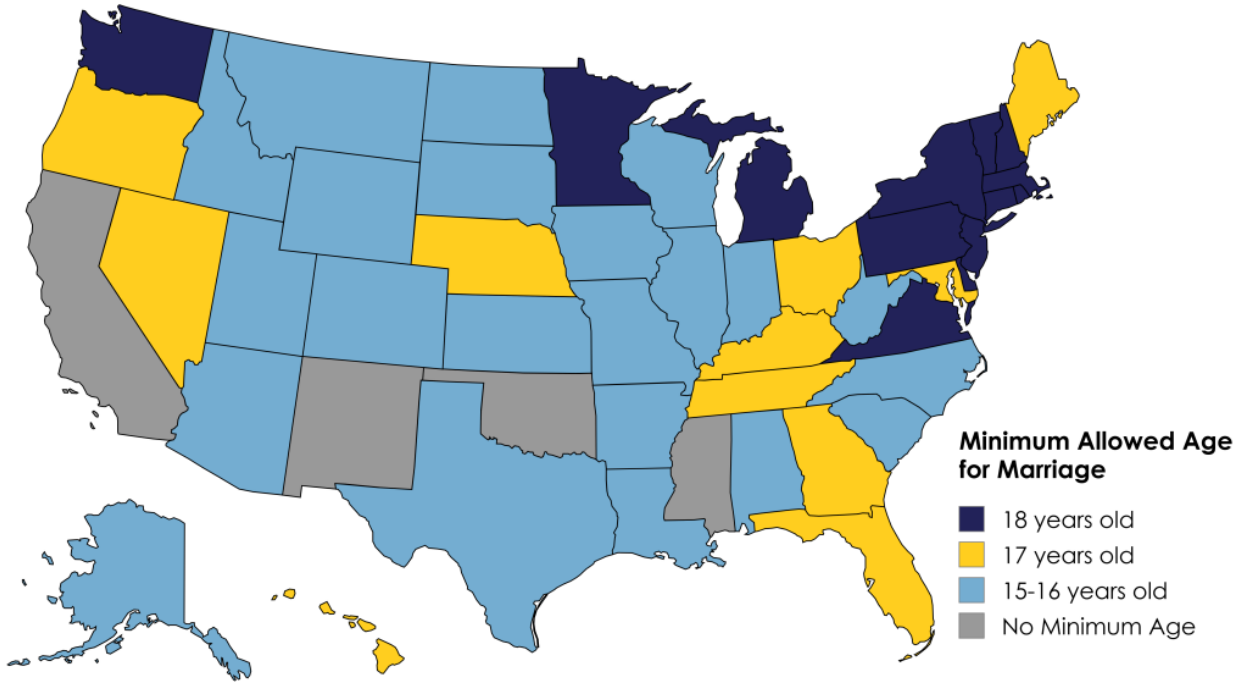 Minimum Allowed Age
for Marriage
18 years old
17 years old
15-16 years old
No Minimum Age